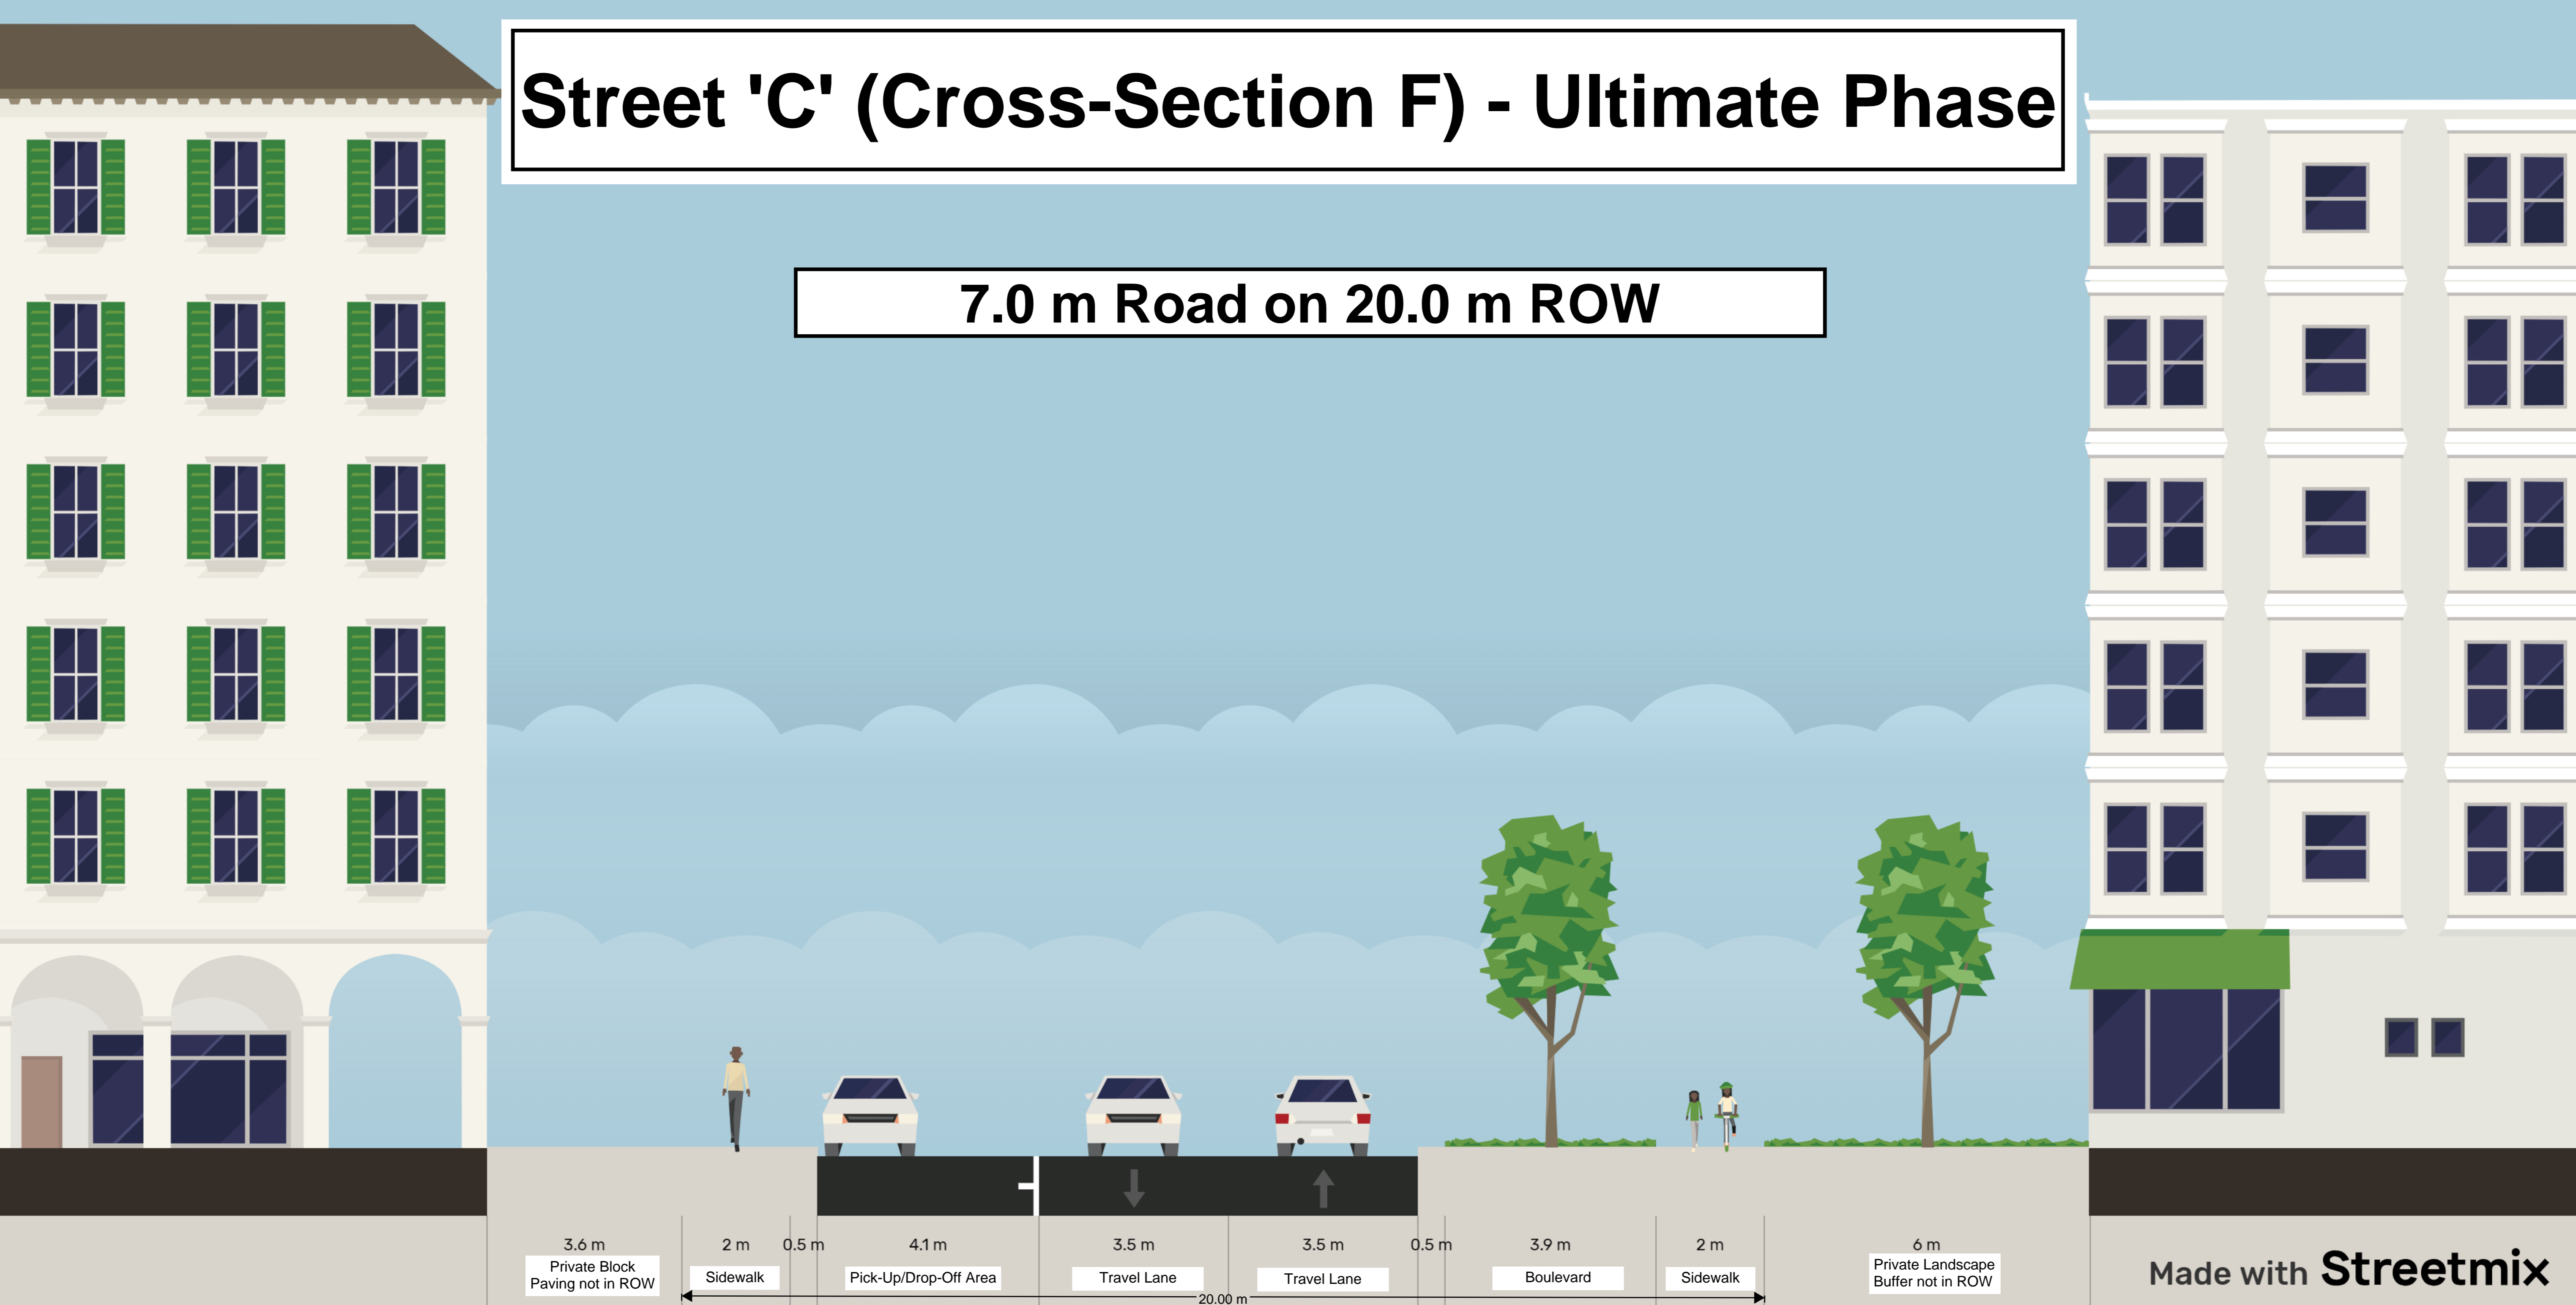 Street 'C' (Cross-Section F) - Ultimate Phase
7.0 m Road on 20.0 m ROW
3.6 m
2 m
0.5 m
4.1 m
3.5 m
3.5 m
0.5 m
3.9 m
2 m
6 m
Private Block
Paving not in ROW
Sidewalk
Pick-Up/Drop-Off Area
Travel Lane
Travel Lane
Boulevard
Sidewalk
Private Landscape
Buffer not in ROW
20.00 m
Made with Streetmix